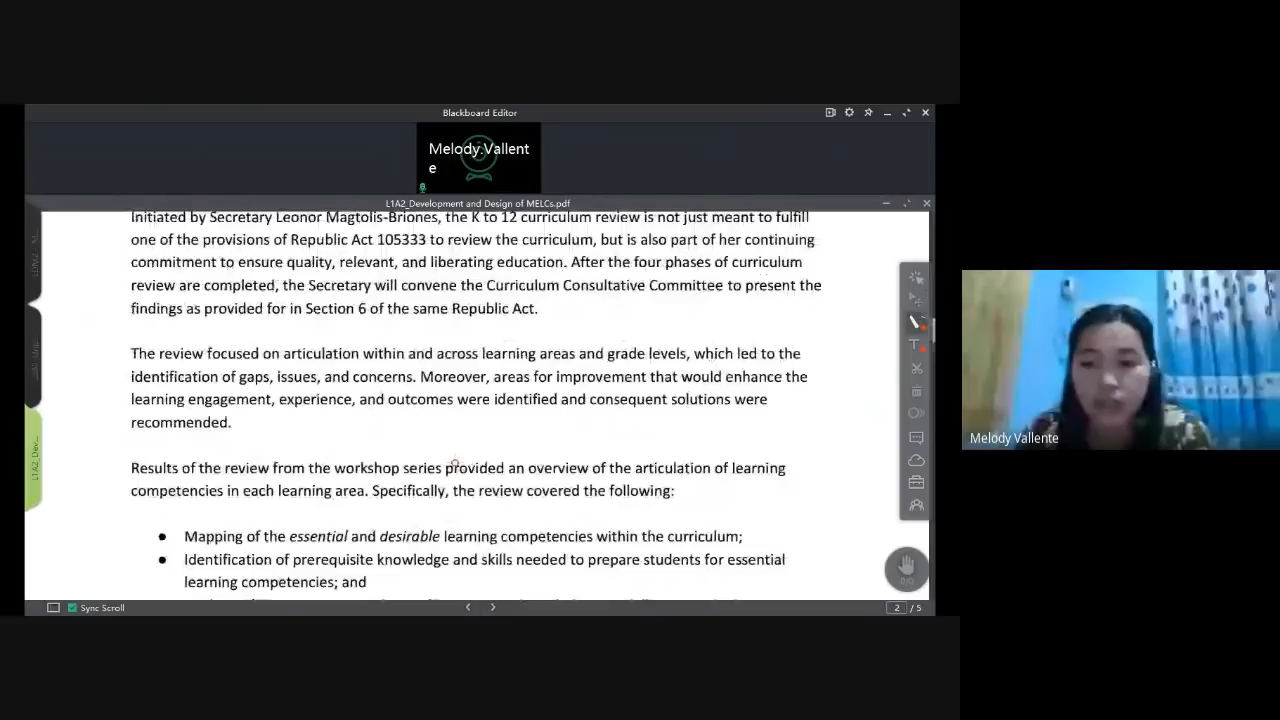 Blackboard Editor
Melody.Vallent
e
L1A2_Development and Design of MELCs.pdf
Initiated by Secretary Leonor Magtolis-Briones, the K to 12 curriculum review is not just meant to fulfill
one of the provisions of Republic Act 105333 to review the curriculum, but is also part of her continuing
commitment to ensure quality, relevant, and liberating education. After the four phases of curriculum
review are completed, the Secretary will convene the Curriculum Consultative Committee to present the
findings as provided for in Section 6 of the same Republic Act.
The review focused on articulation within and across learning areas and grade levels, which led to the
identification of gaps, issues, and concerns. Moreover, areas for improvement that would enhance the
learning engagement, experience, and outcomes were identified and consequent solutions were
recommended.
Results of the review from the workshop series provided an overview of the articulation of learning
competencies in each learning area. Specifically, the review covered the following:
● Mapping of the essential and desirable learning competencies within the curriculum;
● Identification of prerequisite knowledge and skills needed to prepare students for essential
learning competencies; and
L1A2_Dev...
0/0
Sync Scroll
2 / 5
Melody Vallente